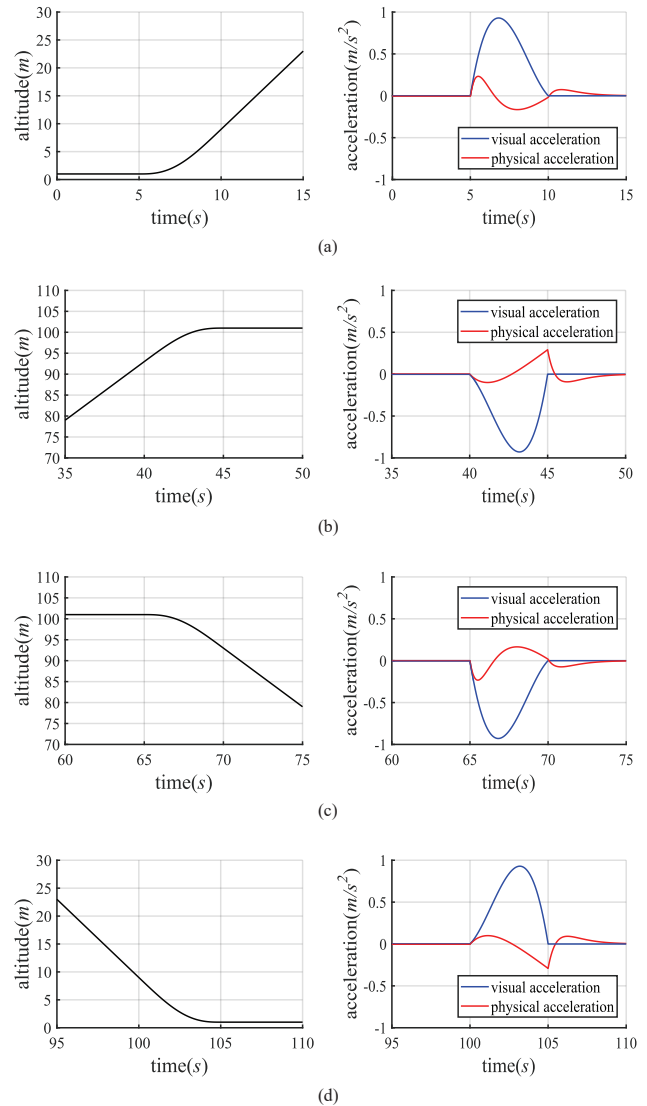 30
25
20
15
10
5
0
altitude(m)
0 5 10 15
time(s)
1
0.5
0
-0.5
-1
acceleration(m/s²)
visual acceleration
physical acceleration
0 5 10 15
time(s)
(a)
110
105
100
95
90
85
80
75
70
altitude(m)
35 40 45 50
time(s)
1
0.5
0
-0.5
-1
acceleration(m/s²)
visual acceleration
physical acceleration
35 40 45 50
time(s)
(b)
110
105
100
95
90
85
80
75
70
altitude(m)
60 65 70 75
time(s)
1
0.5
0
-0.5
-1
acceleration(m/s²)
visual acceleration
physical acceleration
60 65 70 75
time(s)
(c)
30
25
20
15
10
5
0
altitude(m)
95 100 105 110
time(s)
1
0.5
0
-0.5
-1
acceleration(m/s²)
visual acceleration
physical acceleration
95 100 105 110
time(s)
(d)